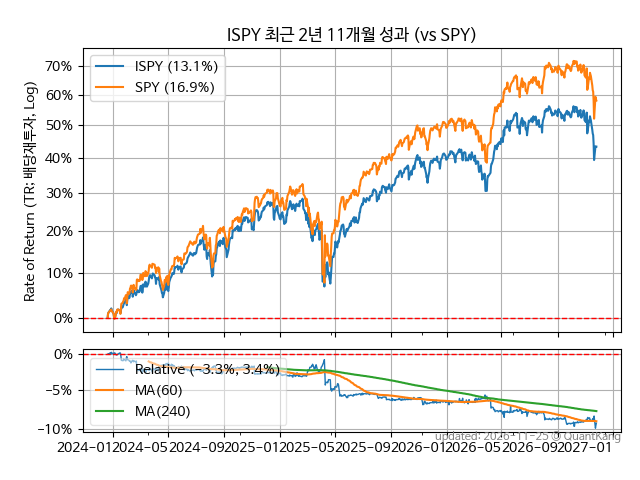 ISPY 최근 2년 11개월 성과 (vs SPY)
ISPY (13.1%)
SPY (16.9%)
Rate of Return (TR: 배당재투자, Log)
70%
60%
50%
40%
30%
20%
10%
0%
Relative (-3.3%, 3.4%)
MA(60)
MA(240)
0%
−5%
−10%
2024-01 2024-05 2024-09 2025-01 2025-05 2025-09 2026-01 2026-05 2026-09 2027-01
updated: 2026-11-25 © QuantKang